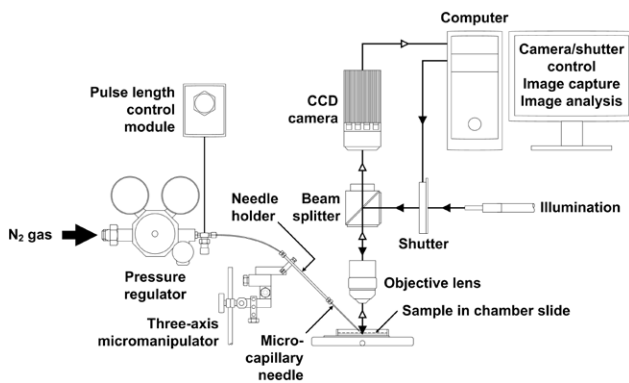 Computer
Camera/shutter
control
Image capture
Image analysis
Pulse length
control
module
CCD
camera
Needle
holder
Beam
splitter
Illumination
Shutter
N₂ gas
Pressure
regulator
Objective lens
Sample in chamber slide
Three-axis
micromanipulator
Micro-
capillary
needle